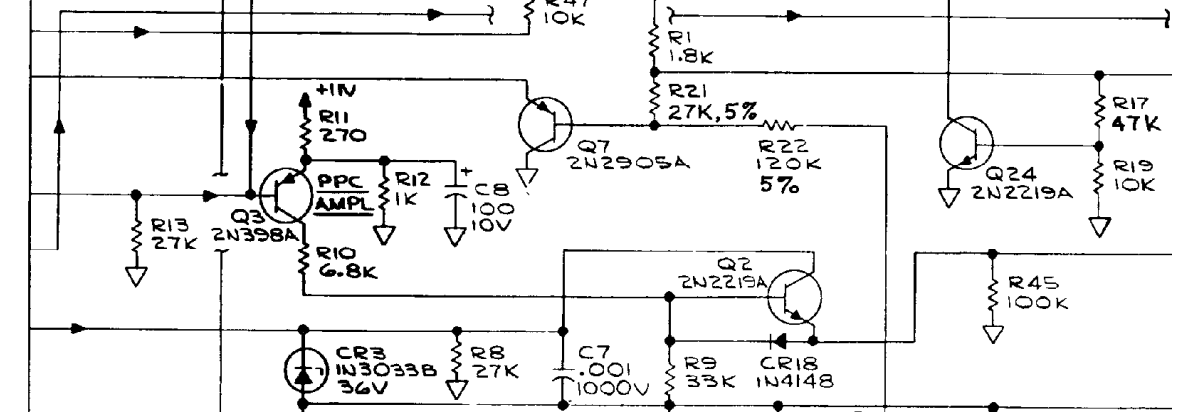 10K
R1
1.8K
+11V
R11
270
R21
27K, 5%
R17
47K
Q7
2N2905A
R22
120K
5%
R19
10K
Q24
2N2219A
PPC
AMPL
R12
1K
+
C8
100
10V
R13
27K
Q3
2N398A
R10
6.8K
Q2
2N2219A
R45
100K
CR3
1N3033B
36V
R8
27K
C7
.001
1000V
R9
33K
CR18
1N4148